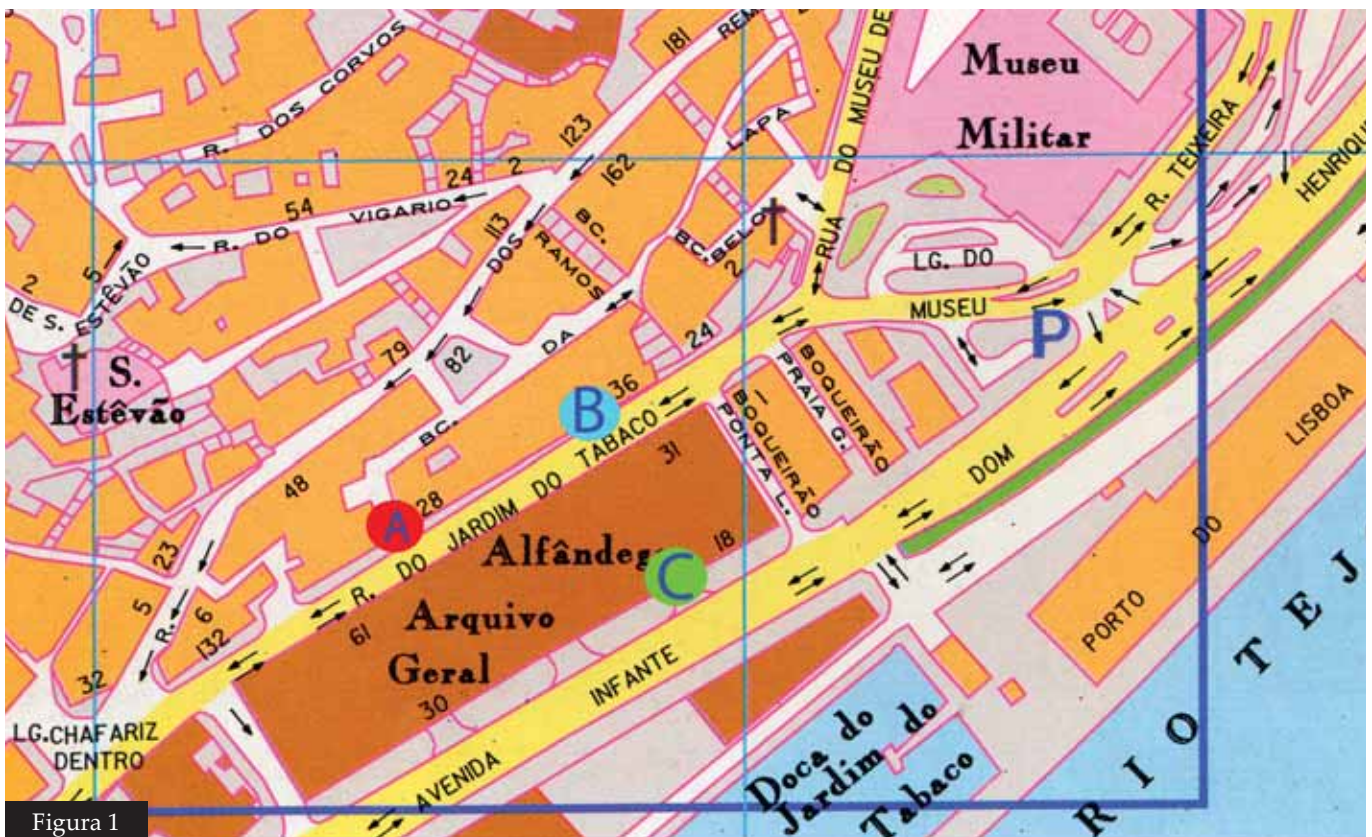 R. DOS CORVOS
181
REM
123
162
LAPA
RUA DO MUSEU DE
Museu
Militar
R. TEIXEIRA
HENRIQU
24
2
54
R. DO VIGARIO
113
DOS
BC.
RAMOS
BC. BELO
2
LG. DO
MUSEU
P
2
5
DE S. ESTÊVÃO
S.
Estêvão
79
82
BC. DA
24
36
B
PRAIA G.
BOQUEIRÃO
BOQUEIRÃO
PONTA L.
1
48
28
A
R. DO JARDIM DO TABACO
31
18
Alfândeg
C
DOM
LISBOA
DO
PORTO
23
5
6
R.
132
32
61
Arquivo
Geral
30
INFANTE
AVENIDA
LG. CHAFARIZ
DENTRO
Doca do
Jardim do
Tabaco
RIO TEJ
Figura 1